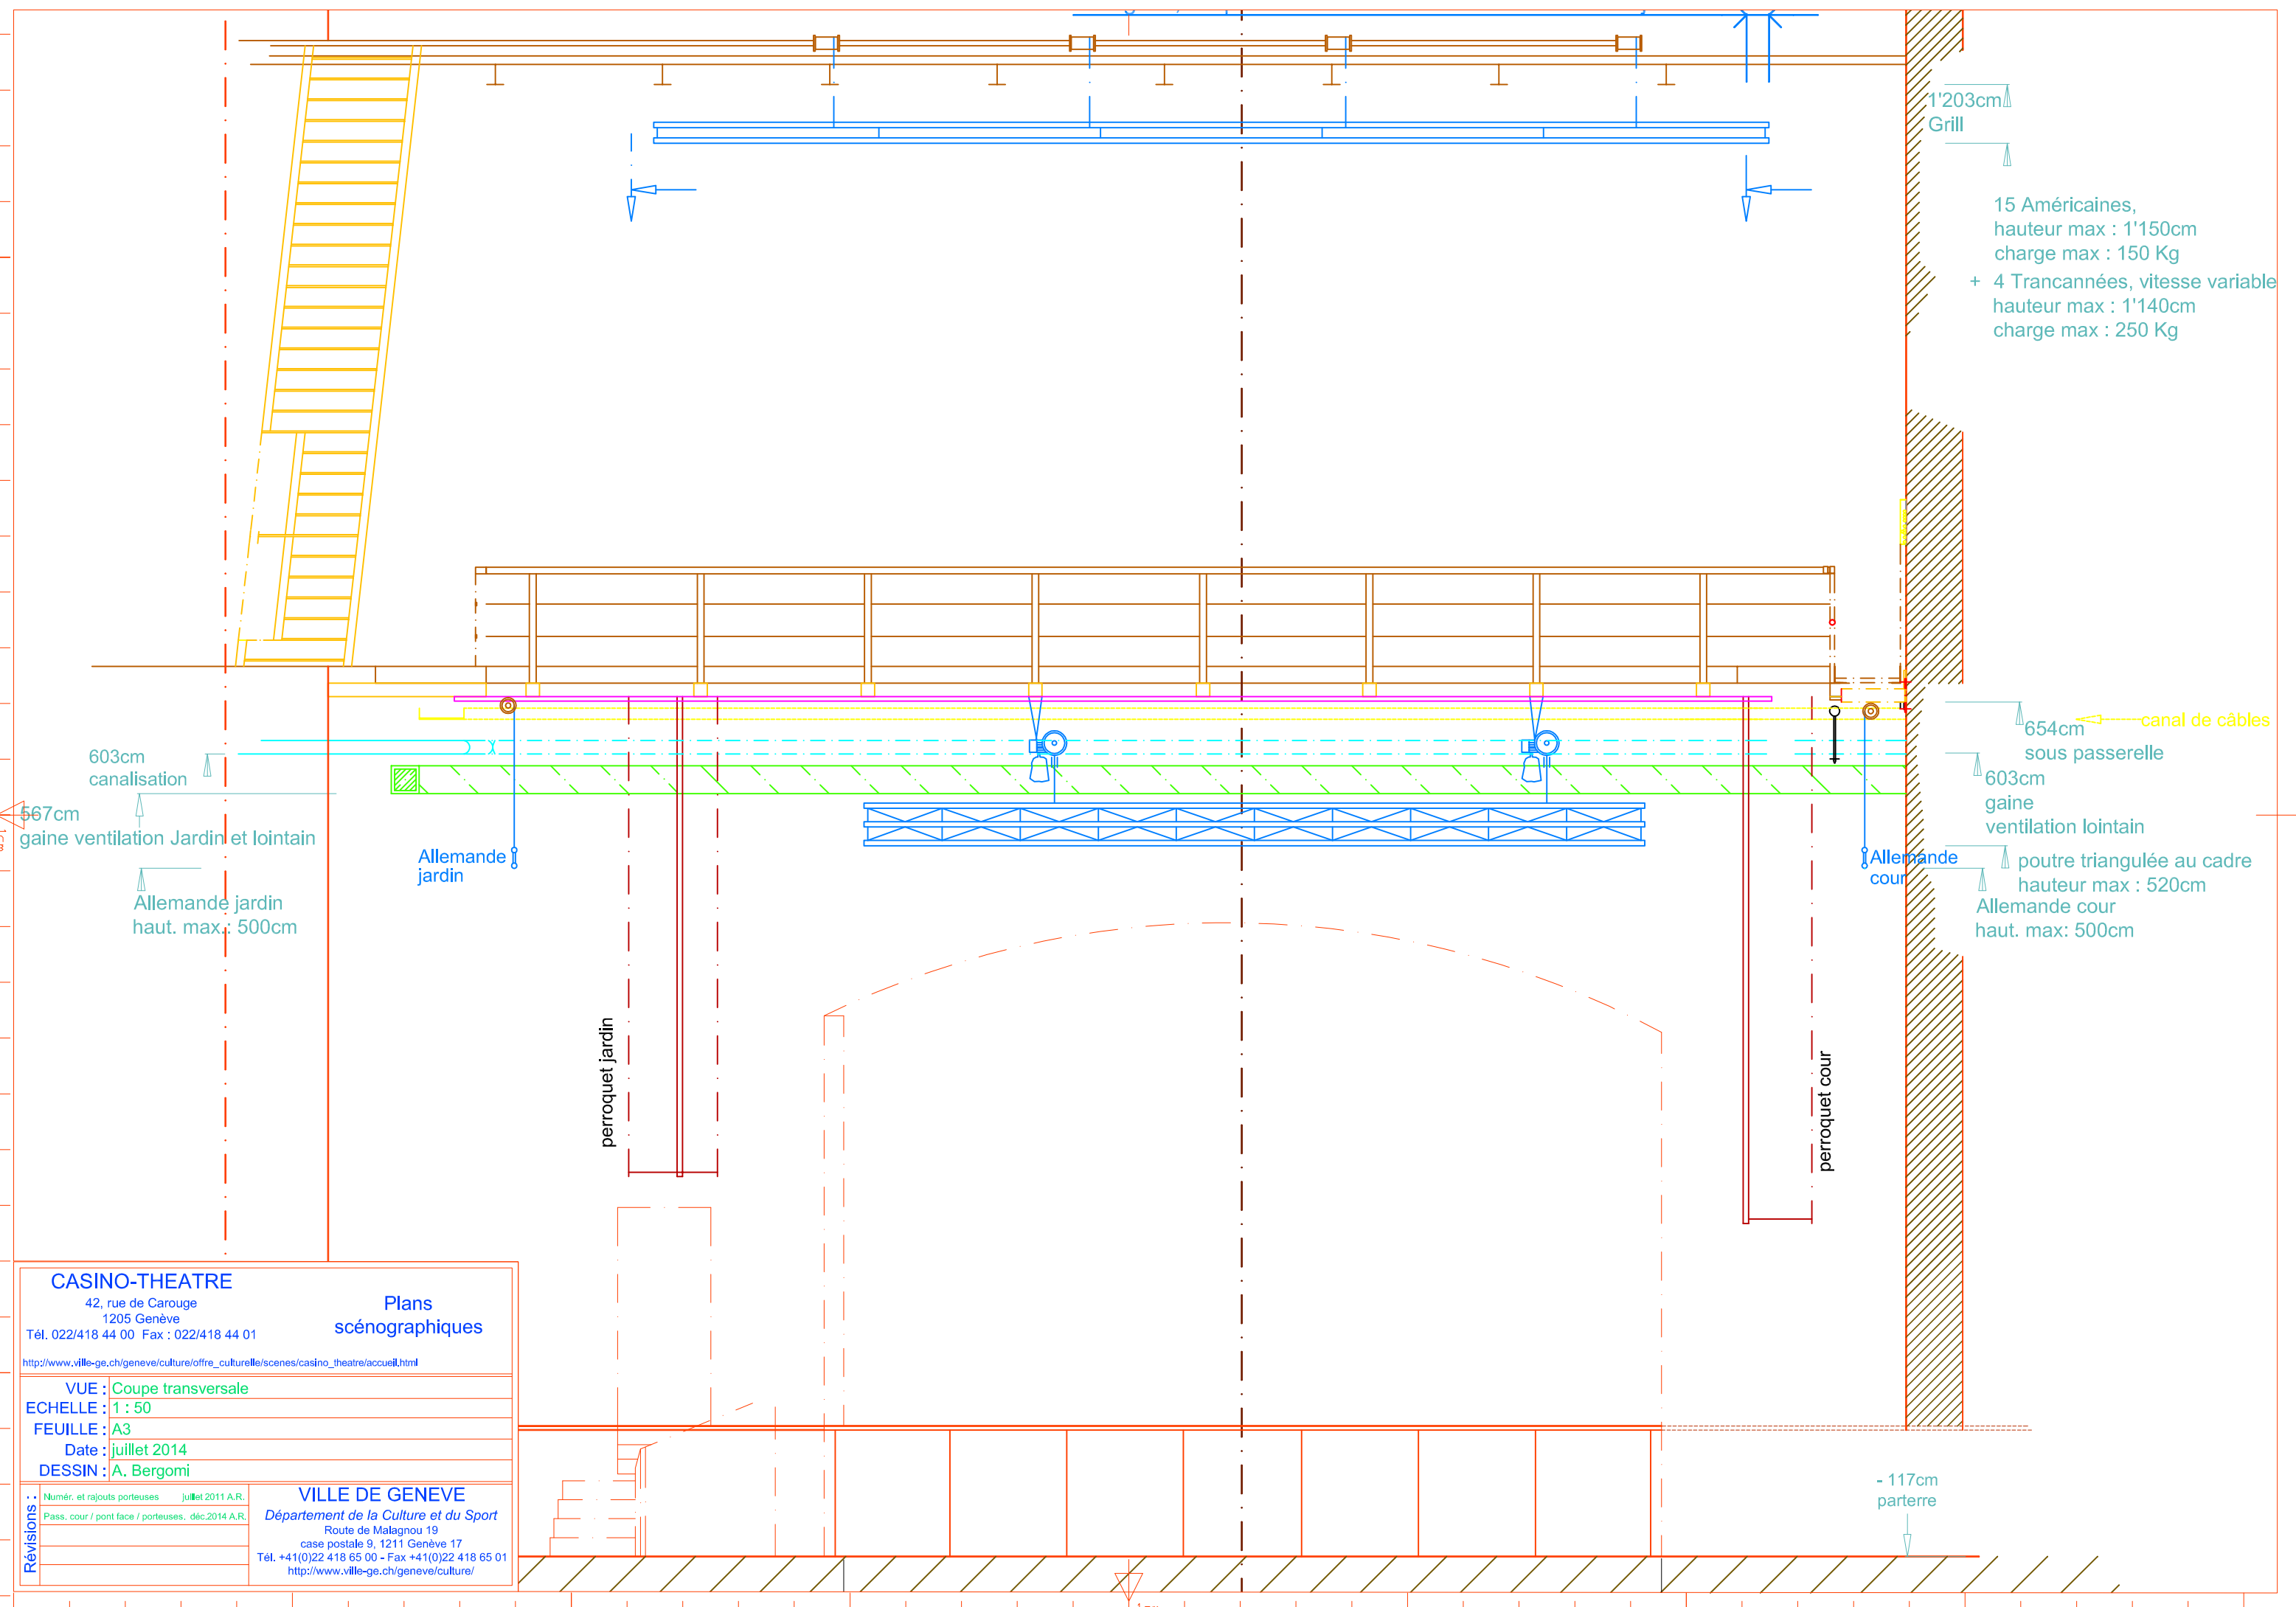 1'203cm
Grill
15 Américaines,
hauteur max : 1'150cm
charge max : 150 Kg
+ 4 Trancannées, vitesse variable
hauteur max : 1'140cm
charge max : 250 Kg
canal de câbles
654cm
sous passerelle
603cm
gaine
ventilation lointain
poutre triangulée au cadre
hauteur max : 520cm
Allemande cour
haut. max: 500cm
603cm
canalisation
567cm
gaine ventilation Jardin et lointain
Allemande jardin
haut. max.: 500cm
Allemande
jardin
Allemande
cour
perroquet jardin
perroquet cour
- 117cm
parterre
CASINO-THEATRE
42, rue de Carouge
1205 Genève
Tél. 022/418 44 00 Fax : 022/418 44 01
http://www.ville-ge.ch/geneve/culture/offre_culturelle/scenes/casino_theatre/accueil.html
Plans
scénographiques
VUE : Coupe transversale
ECHELLE : 1 : 50
FEUILLE : A3
Date : juillet 2014
DESSIN : A. Bergomi
Révisions :
Numér. et rajouts porteuses juillet 2011 A.R.
Pass. cour / pont face / porteuses. déc.2014 A.R.
VILLE DE GENEVE
Département de la Culture et du Sport
Route de Malagnou 19
case postale 9, 1211 Genève 17
Tél. +41(0)22 418 65 00 - Fax +41(0)22 418 65 01
http://www.ville-ge.ch/geneve/culture/